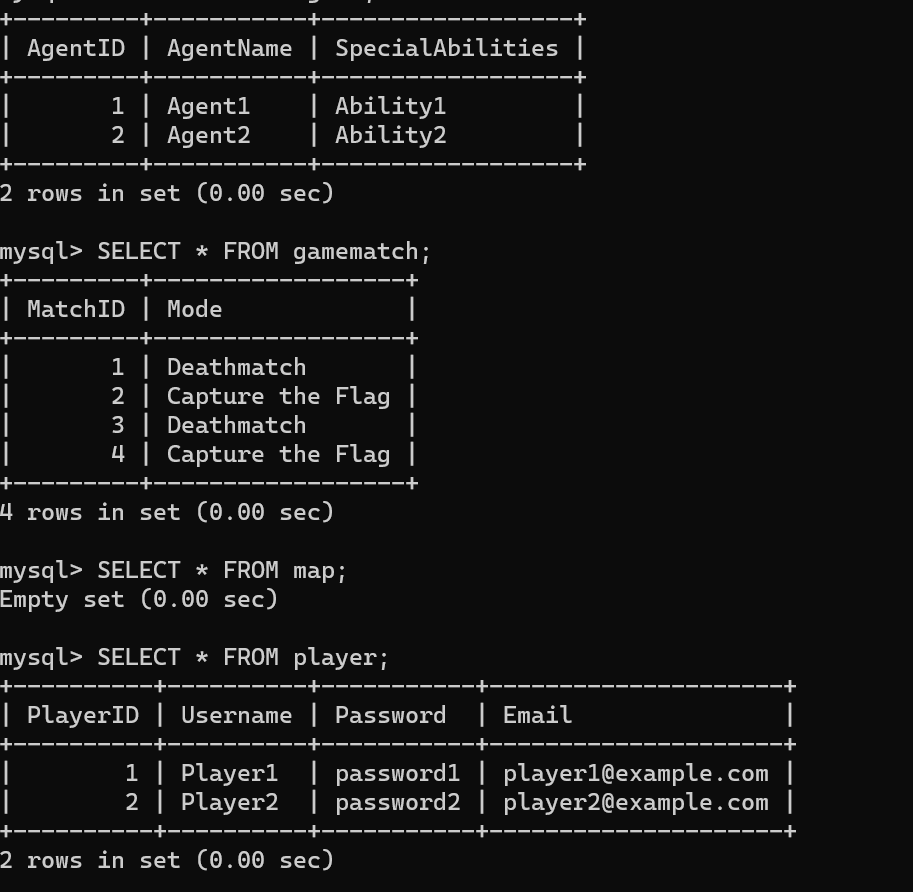 +---------+-----------+------------------+
| AgentID | AgentName | SpecialAbilities |
+---------+-----------+------------------+
|       1 | Agent1    | Ability1         |
|       2 | Agent2    | Ability2         |
+---------+-----------+------------------+
2 rows in set (0.00 sec)

mysql> SELECT * FROM gamematch;
+---------+------------------+
| MatchID | Mode             |
+---------+------------------+
|       1 | Deathmatch       |
|       2 | Capture the Flag |
|       3 | Deathmatch       |
|       4 | Capture the Flag |
+---------+------------------+
4 rows in set (0.00 sec)

mysql> SELECT * FROM map;
Empty set (0.00 sec)

mysql> SELECT * FROM player;
+----------+----------+-----------+---------------------+
| PlayerID | Username | Password  | Email               |
+----------+----------+-----------+---------------------+
|        1 | Player1  | password1 | player1@example.com |
|        2 | Player2  | password2 | player2@example.com |
+----------+----------+-----------+---------------------+
2 rows in set (0.00 sec)